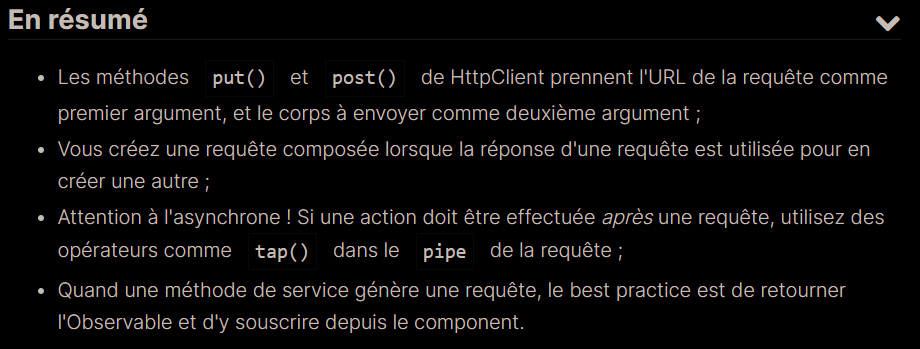 En résumé
• Les méthodes put() et post() de HttpClient prennent l'URL de la requête comme
premier argument, et le corps à envoyer comme deuxième argument ;
• Vous créez une requête composée lorsque la réponse d'une requête est utilisée pour en
créer une autre ;
• Attention à l'asynchrone ! Si une action doit être effectuée après une requête, utilisez des
opérateurs comme tap() dans le pipe de la requête ;
• Quand une méthode de service génère une requête, le best practice est de retourner
l'Observable et d'y souscrire depuis le component.